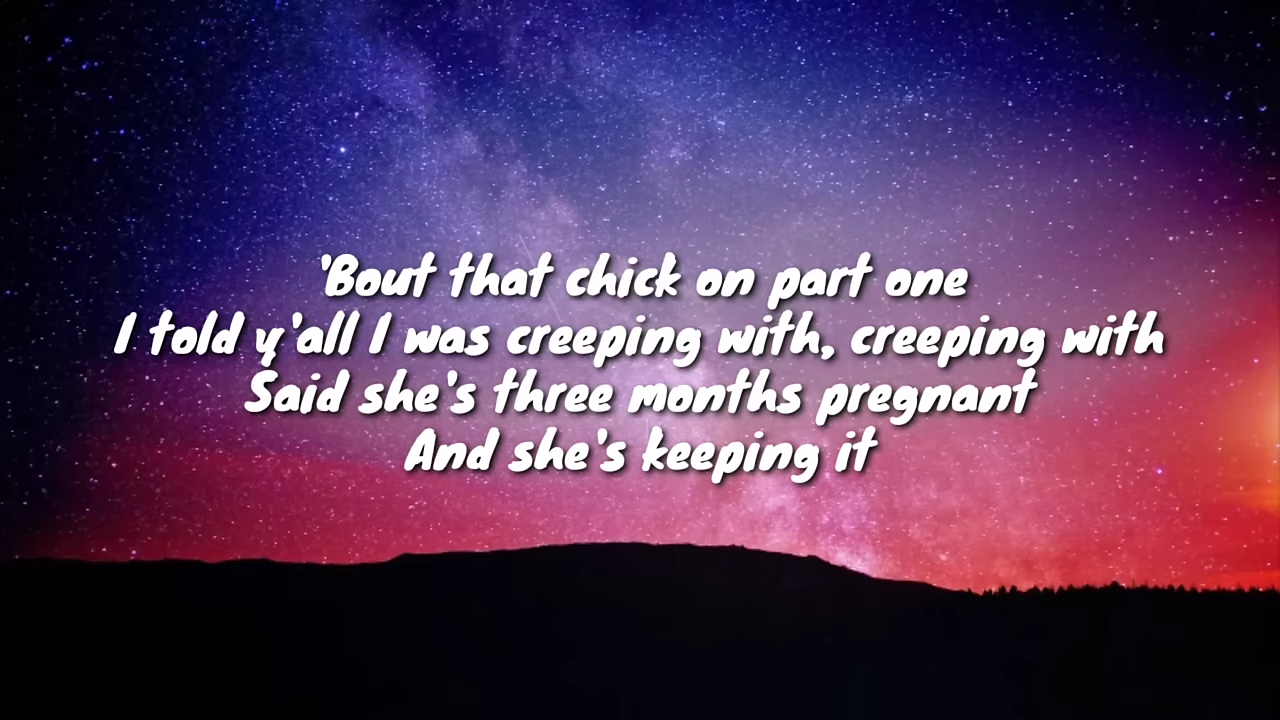 'Bout that chick on part one
I told y'all I was creeping with, creeping with
Said she's three months pregnant
And she's keeping it